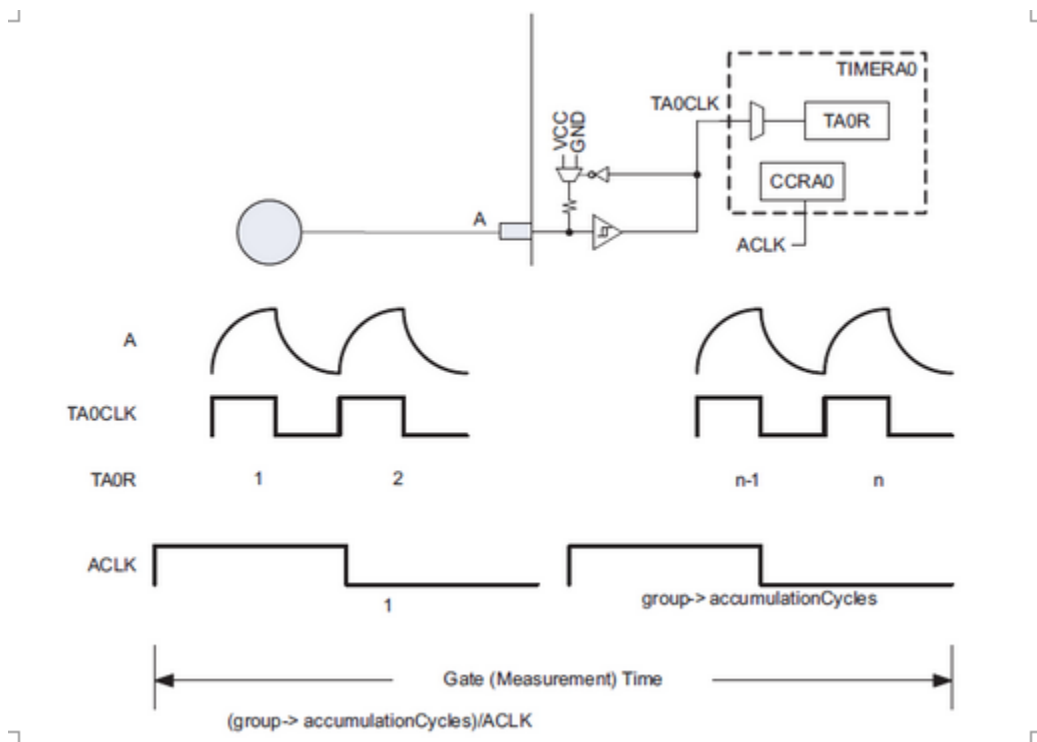 TIMERA0
TA0CLK
TA0R
VCC
GND
CCRA0
A
ACLK
A
TA0CLK
TA0R
1
2
n-1
n
ACLK
1
group-> accumulationCycles
Gate (Measurement) Time
(group-> accumulationCycles)/ACLK